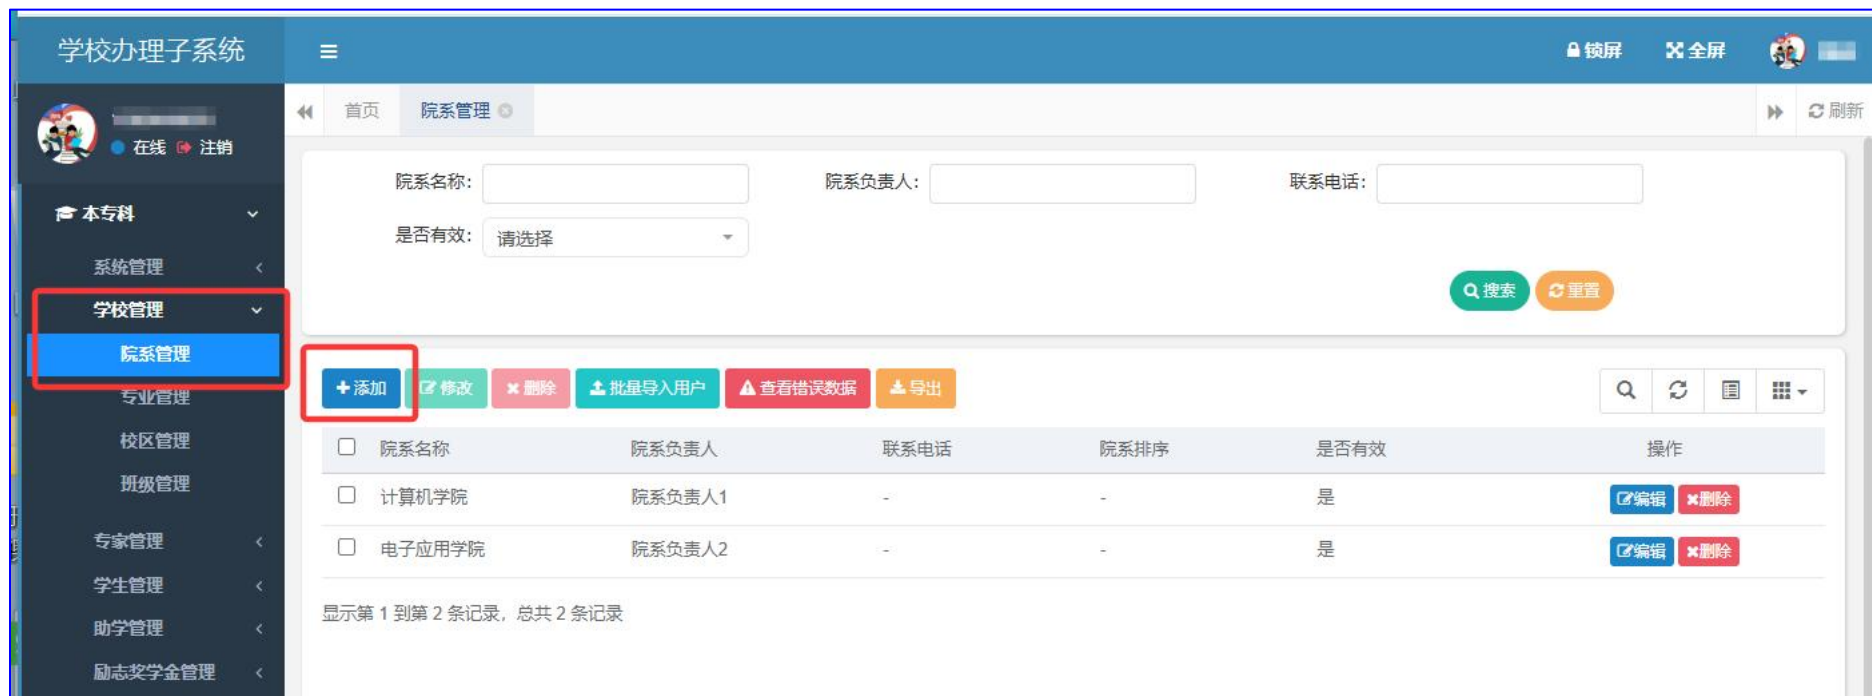 学校办理子系统
锁屏 全屏
在线 注销
首页 院系管理 刷新
本专科
系统管理
学校管理
院系管理
专业管理
校区管理
班级管理
专家管理
学生管理
助学管理
励志奖学金管理
院系名称: 院系负责人: 联系电话:
是否有效: 请选择
搜索 重置
添加 修改 删除 批量导入用户 查看错误数据 导出
院系名称 院系负责人 联系电话 院系排序 是否有效 操作
计算机学院 院系负责人1 - - 是 编辑 删除
电子应用学院 院系负责人2 - - 是 编辑 删除
显示第 1 到第 2 条记录，总共 2 条记录